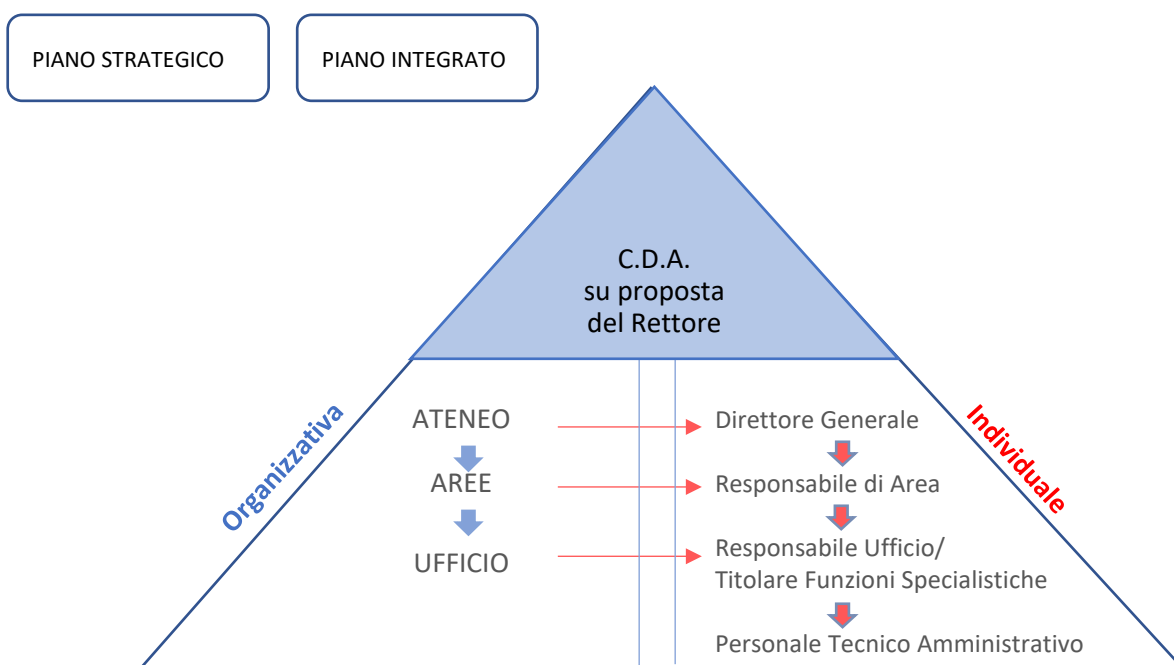 PIANO STRATEGICO
PIANO INTEGRATO
C.D.A.
su proposta
del Rettore
Organizzativa
Individuale
ATENEO
Direttore Generale
AREE
Responsabile di Area
UFFICIO
Responsabile Ufficio/
Titolare Funzioni Specialistiche
Personale Tecnico Amministrativo